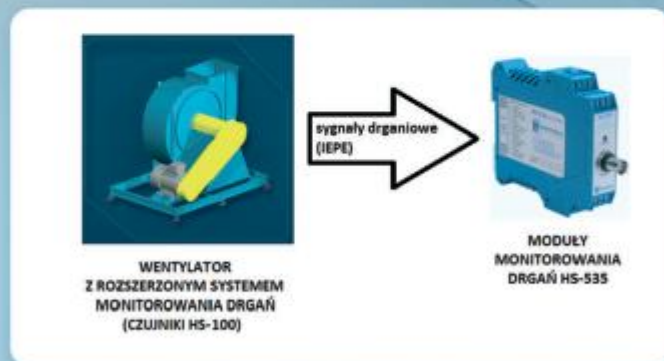 sygnały drganiowe
(IEPE)
WENTYLATOR
Z ROZSZERZONYM SYSTEMEM
MONITOROWANIA DRGAŃ
(CZUJNIKI HS-100)
MODUŁY
MONITOROWANIA
DRGAŃ HS-535